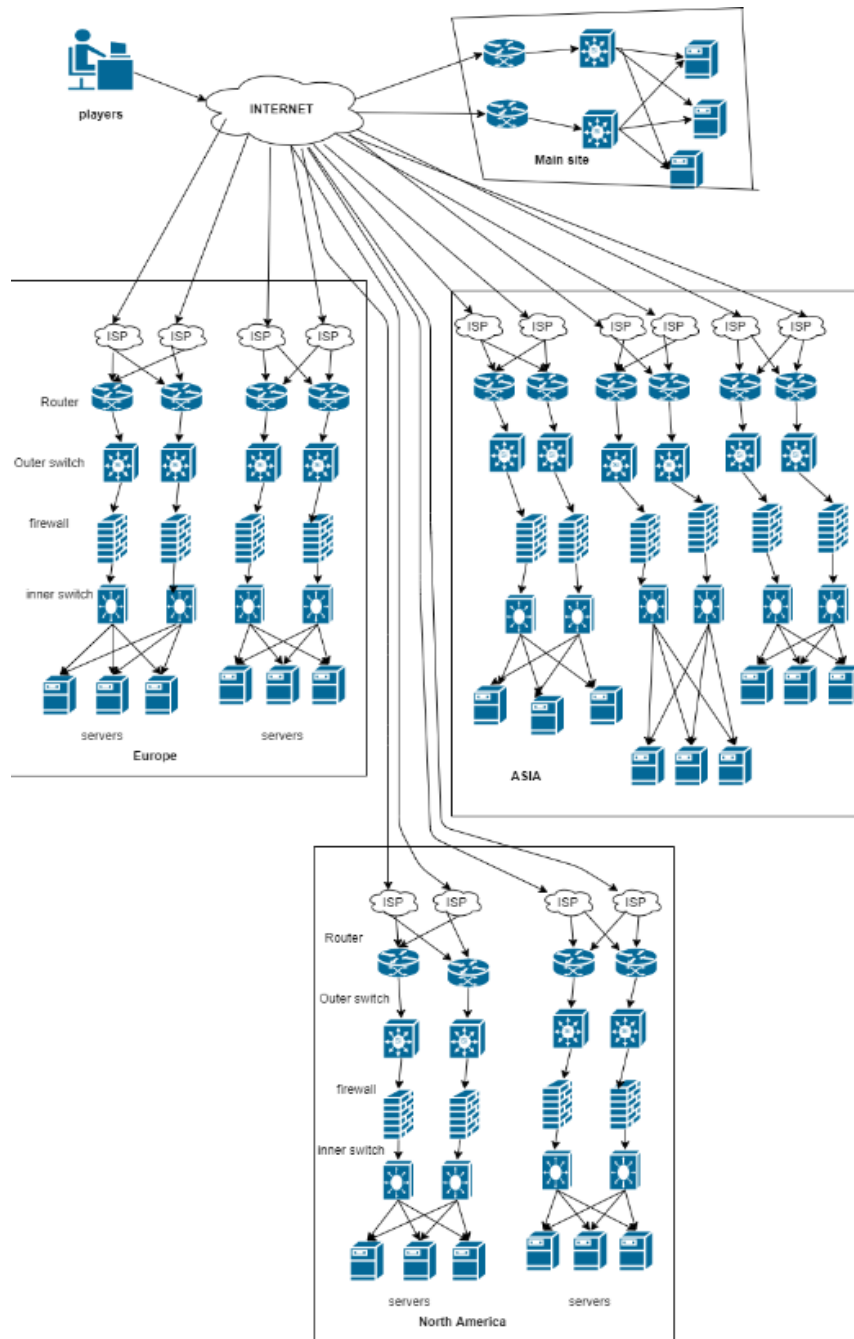 INTERNET
players
Main site
ISP
ISP
ISP
ISP
ISP
ISP
ISP
ISP
ISP
ISP
Router
Outer switch
firewall
inner switch
servers
servers
Europe
ASIA
ISP
ISP
ISP
ISP
Router
Outer switch
firewall
inner switch
servers
servers
North America